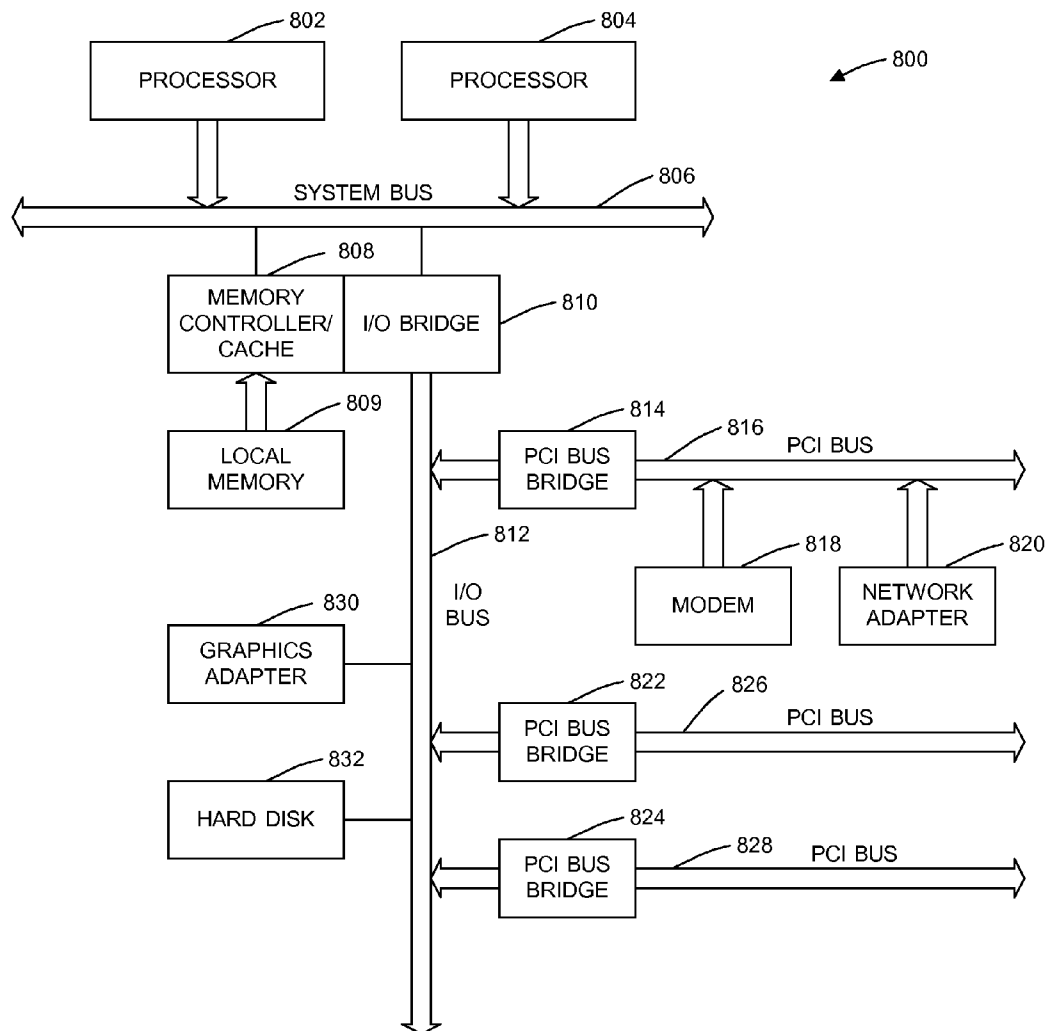 802
804
800
PROCESSOR
PROCESSOR
806
SYSTEM BUS
808
810
MEMORY
CONTROLLER/
CACHE
I/O BRIDGE
809
LOCAL
MEMORY
814
816
PCI BUS
PCI BUS
BRIDGE
812
818
820
I/O
BUS
MODEM
NETWORK
ADAPTER
830
GRAPHICS
ADAPTER
822
826
PCI BUS
PCI BUS
BRIDGE
832
HARD DISK
824
828
PCI BUS
PCI BUS
BRIDGE